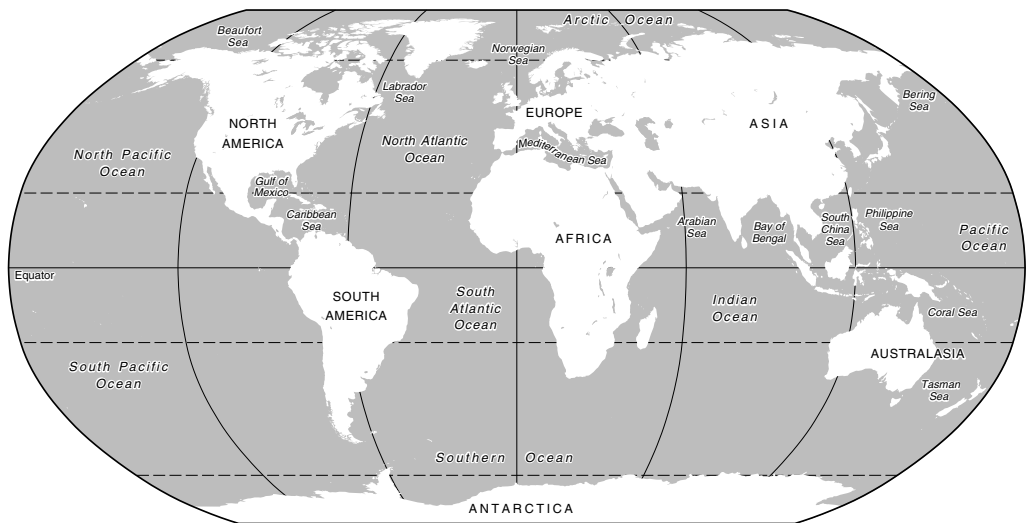 Arctic Ocean
Beaufort
Sea
Norwegian
Sea
Labrador
Sea
Bering
Sea
NORTH
AMERICA
EUROPE
ASIA
North Pacific
Ocean
North Atlantic
Ocean
Mediterranean Sea
Gulf of
Mexico
Caribbean
Sea
Arabian
Sea
Bay of
Bengal
South
China
Sea
Philippine
Sea
Pacific
Ocean
AFRICA
Equator
SOUTH
AMERICA
South
Atlantic
Ocean
Indian
Ocean
Coral Sea
South Pacific
Ocean
AUSTRALASIA
Tasman
Sea
Southern Ocean
ANTARCTICA